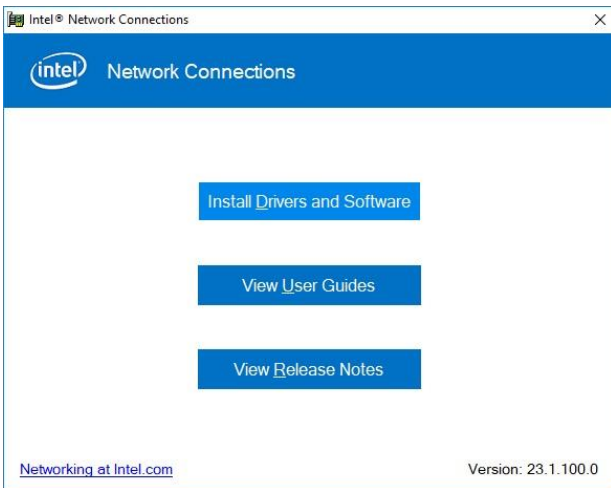 Intel® Network Connections
intel Network Connections
Install Drivers and Software
View User Guides
View Release Notes
Networking at Intel.com Version: 23.1.100.0